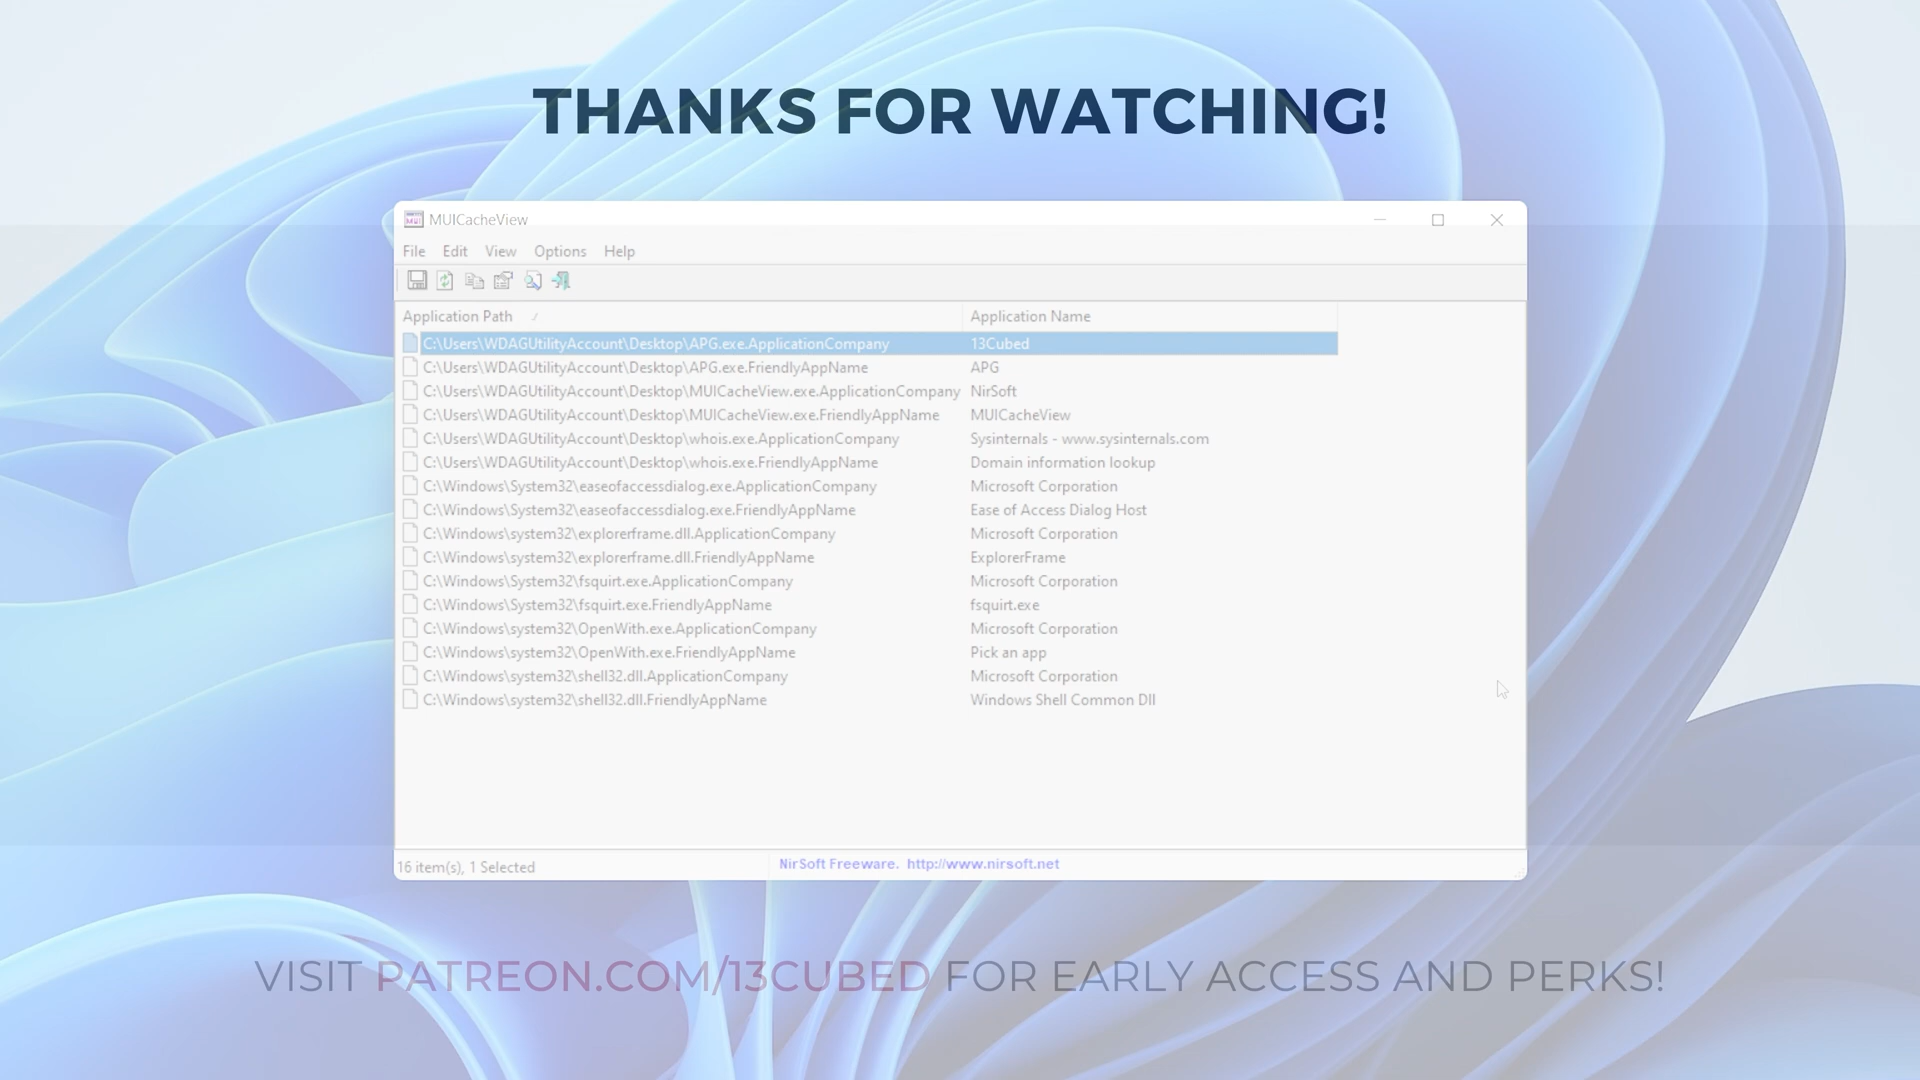 THANKS FOR WATCHING!
MUICacheView
File Edit View Options Help
Application Path Application Name
C:\Users\WDAGUtilityAccount\Desktop\APG.exe.ApplicationCompany 13Cubed
C:\Users\WDAGUtilityAccount\Desktop\APG.exe.FriendlyAppName APG
C:\Users\WDAGUtilityAccount\Desktop\MUICacheView.exe.ApplicationCompany NirSoft
C:\Users\WDAGUtilityAccount\Desktop\MUICacheView.exe.FriendlyAppName MUICacheView
C:\Users\WDAGUtilityAccount\Desktop\whois.exe.ApplicationCompany Sysinternals - www.sysinternals.com
C:\Users\WDAGUtilityAccount\Desktop\whois.exe.FriendlyAppName Domain information lookup
C:\Windows\System32\easeofaccessdialog.exe.ApplicationCompany Microsoft Corporation
C:\Windows\System32\easeofaccessdialog.exe.FriendlyAppName Ease of Access Dialog Host
C:\Windows\system32\explorerframe.dll.ApplicationCompany Microsoft Corporation
C:\Windows\system32\explorerframe.dll.FriendlyAppName ExplorerFrame
C:\Windows\System32\fsquirt.exe.ApplicationCompany Microsoft Corporation
C:\Windows\System32\fsquirt.exe.FriendlyAppName fsquirt.exe
C:\Windows\system32\OpenWith.exe.ApplicationCompany Microsoft Corporation
C:\Windows\system32\OpenWith.exe.FriendlyAppName Pick an app
C:\Windows\system32\shell32.dll.ApplicationCompany Microsoft Corporation
C:\Windows\system32\shell32.dll.FriendlyAppName Windows Shell Common Dll
16 item(s), 1 Selected NirSoft Freeware. http://www.nirsoft.net
VISIT PATREON.COM/13CUBED FOR EARLY ACCESS AND PERKS!